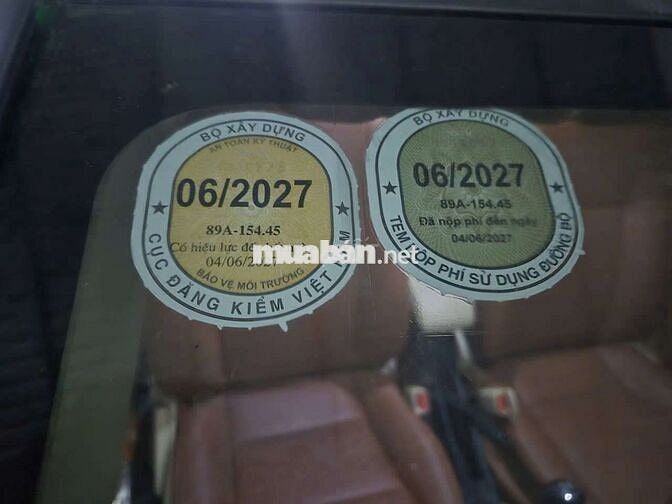 BỘ XÂY DỰNG
AN TOÀN KỸ THUẬT
06/2027
89A-154.45
Có hiệu lực đến
04/06/2027
BẢO VỆ MÔI TRƯỜNG
CỤC ĐĂNG KIỂM VIỆT NAM
BỘ XÂY DỰNG
06/2027
89A-154.45
Đã nộp phí đến ngày
04/06/2027
TEM NỘP PHÍ SỬ DỤNG ĐƯỜNG BỘ
muaban.net